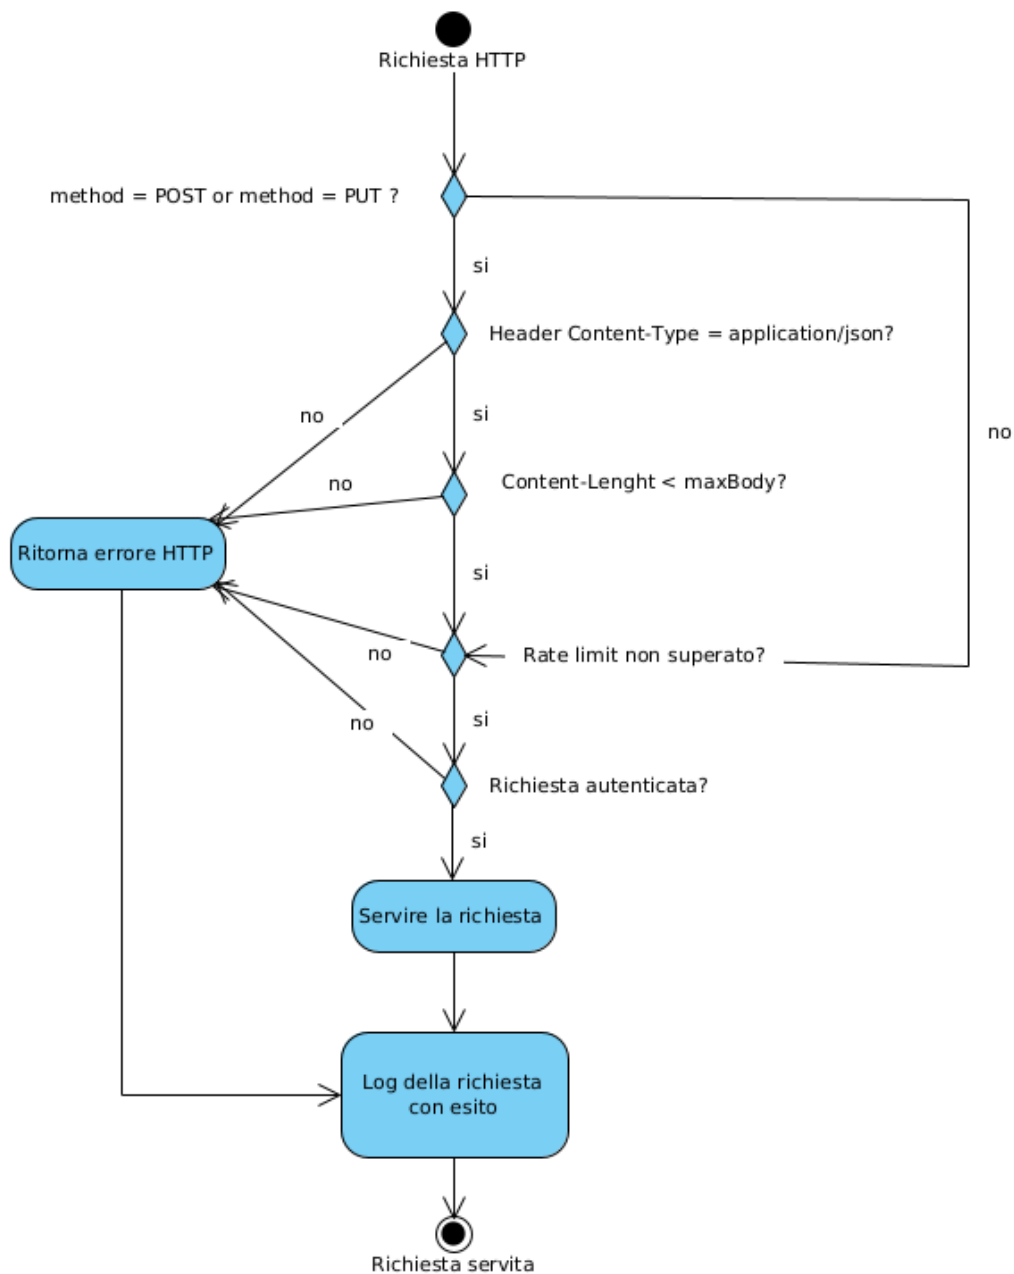 Richiesta HTTP
method = POST or method = PUT ?
si
Header Content-Type = application/json?
no
si
no
no
Content-Lenght < maxBody?
Ritorna errore HTTP
si
no
Rate limit non superato?
si
no
Richiesta autenticata?
si
Servire la richiesta
Log della richiesta
con esito
Richiesta servita